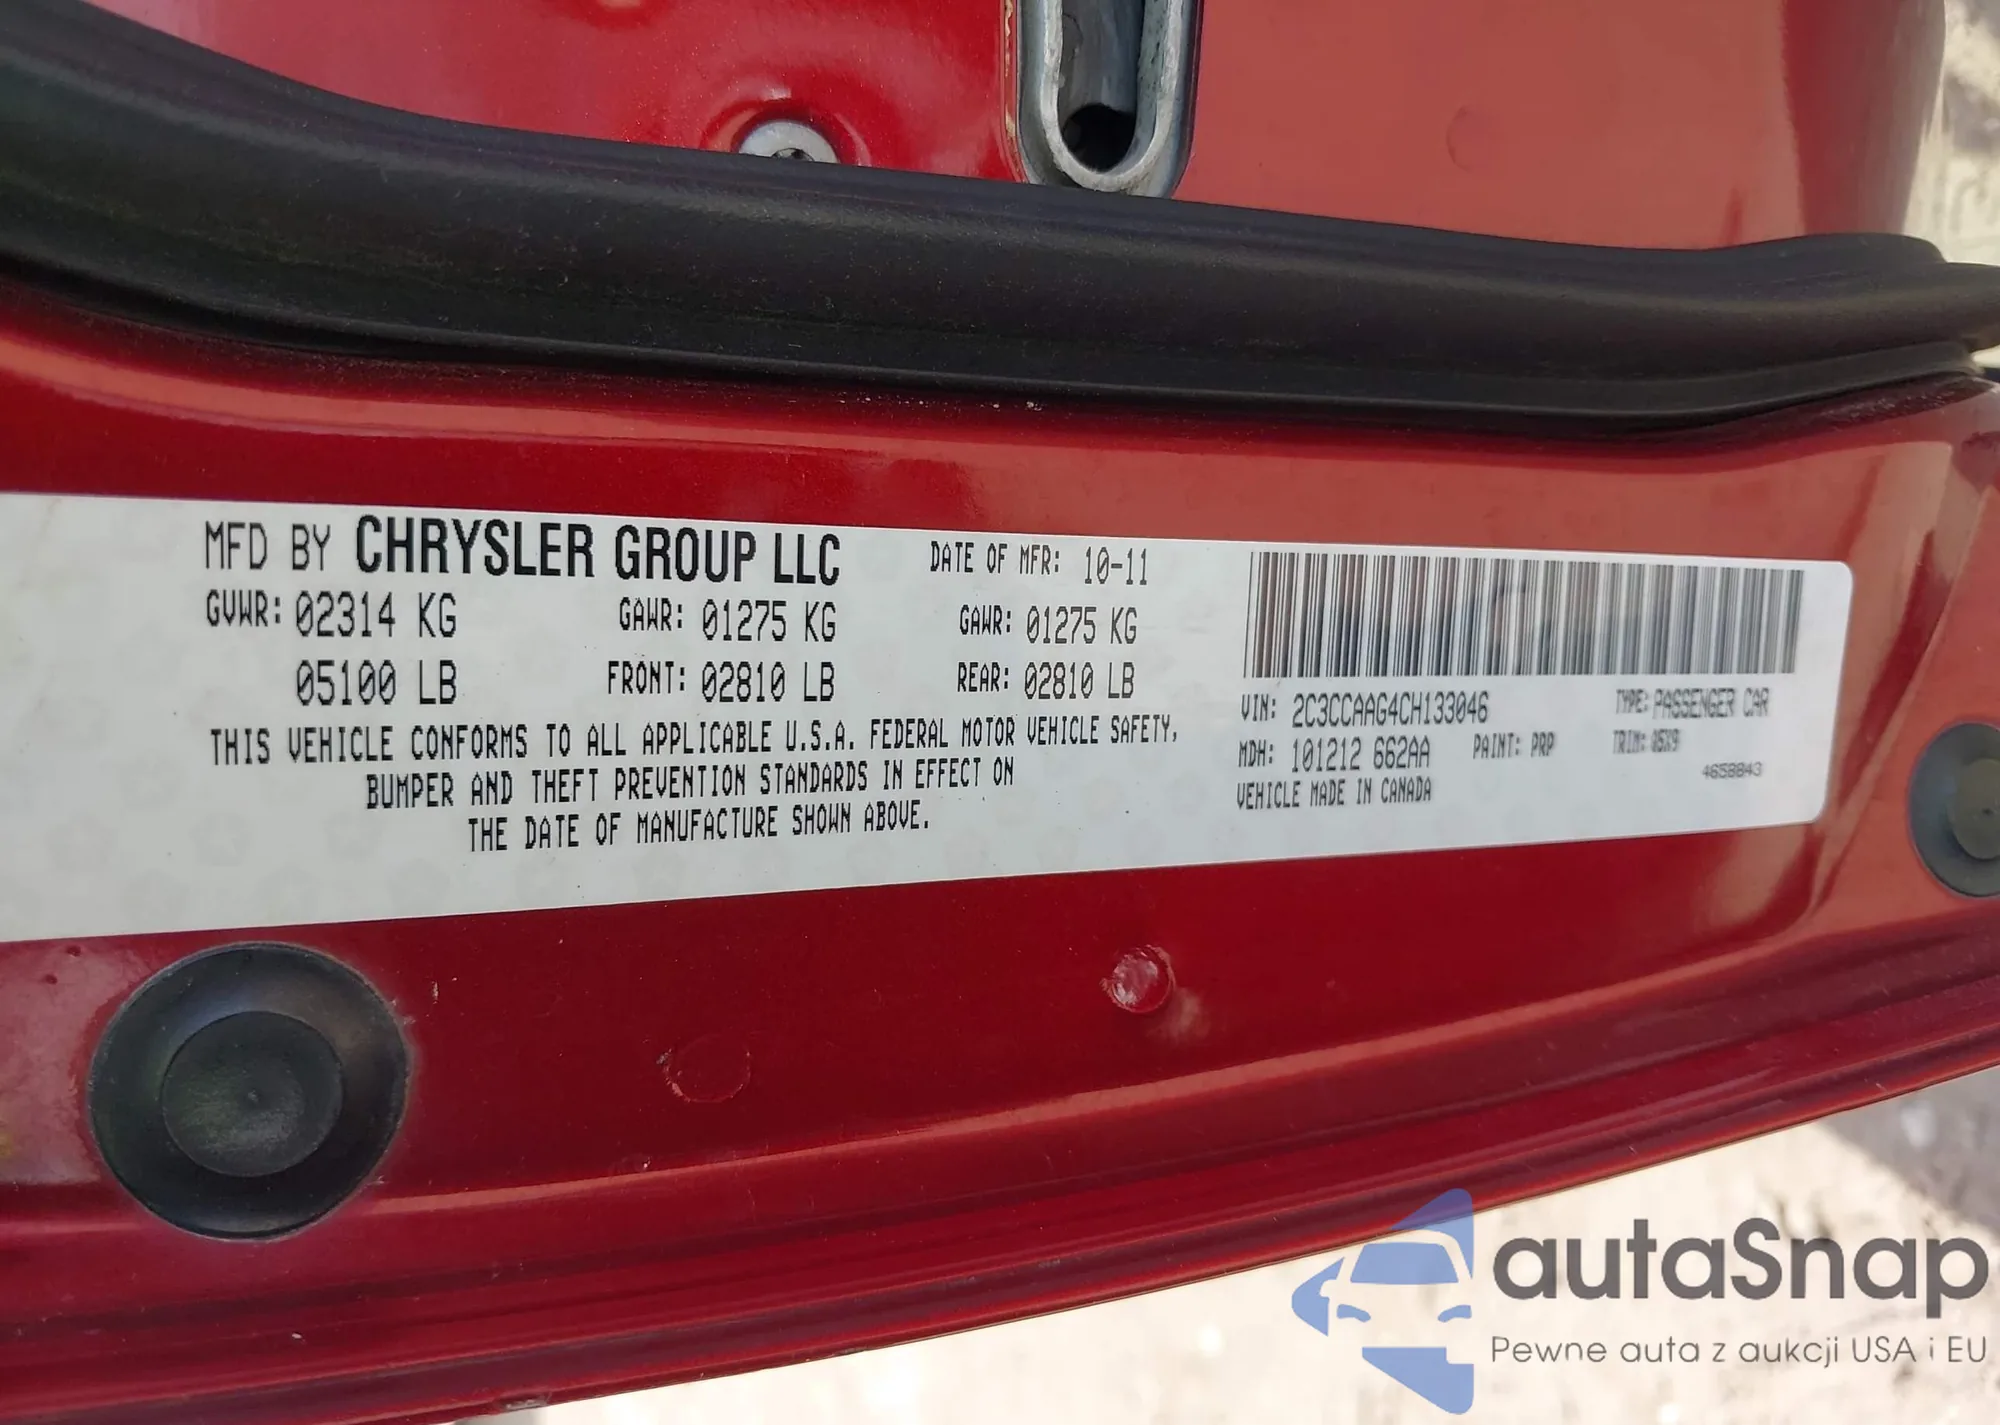 MFD BY CHRYSLER GROUP LLC DATE OF MFR: 10-11
GVWR: 02314 KG GAWR: 01275 KG GAWR: 01275 KG
05100 LB FRONT: 02810 LB REAR: 02810 LB
THIS VEHICLE CONFORMS TO ALL APPLICABLE U.S.A. FEDERAL MOTOR VEHICLE SAFETY,
BUMPER AND THEFT PREVENTION STANDARDS IN EFFECT ON
THE DATE OF MANUFACTURE SHOWN ABOVE.
VIN: 2C3CCAAG4CH133046 TYPE: PASSENGER CAR
MDH: 101212 662AA PAINT: PRP TRIM: Q5X9
VEHICLE MADE IN CANADA 4658843
autaSnap
Pewne auta z aukcji USA i EU